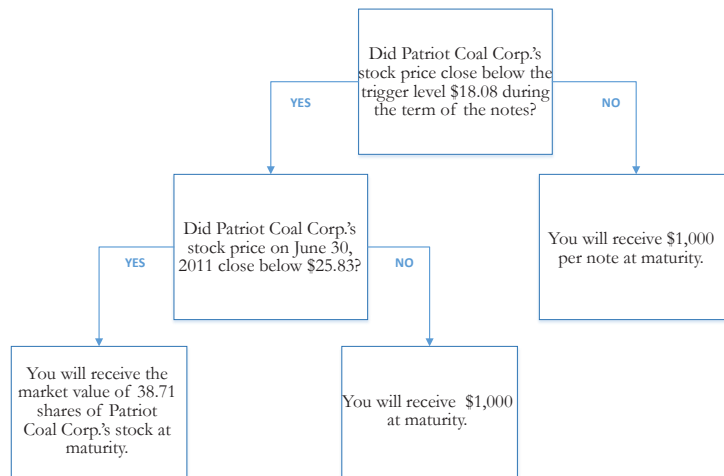 Did Patriot Coal Corp.'s
stock price close below the
trigger level $18.08 during
the term of the notes?
YES
NO
Did Patriot Coal Corp.'s
stock price on June 30,
2011 close below $25.83?
You will receive $1,000
per note at maturity.
YES
NO
You will receive the
market value of 38.71
shares of Patriot
Coal Corp.'s stock at
maturity.
You will receive $1,000
at maturity.